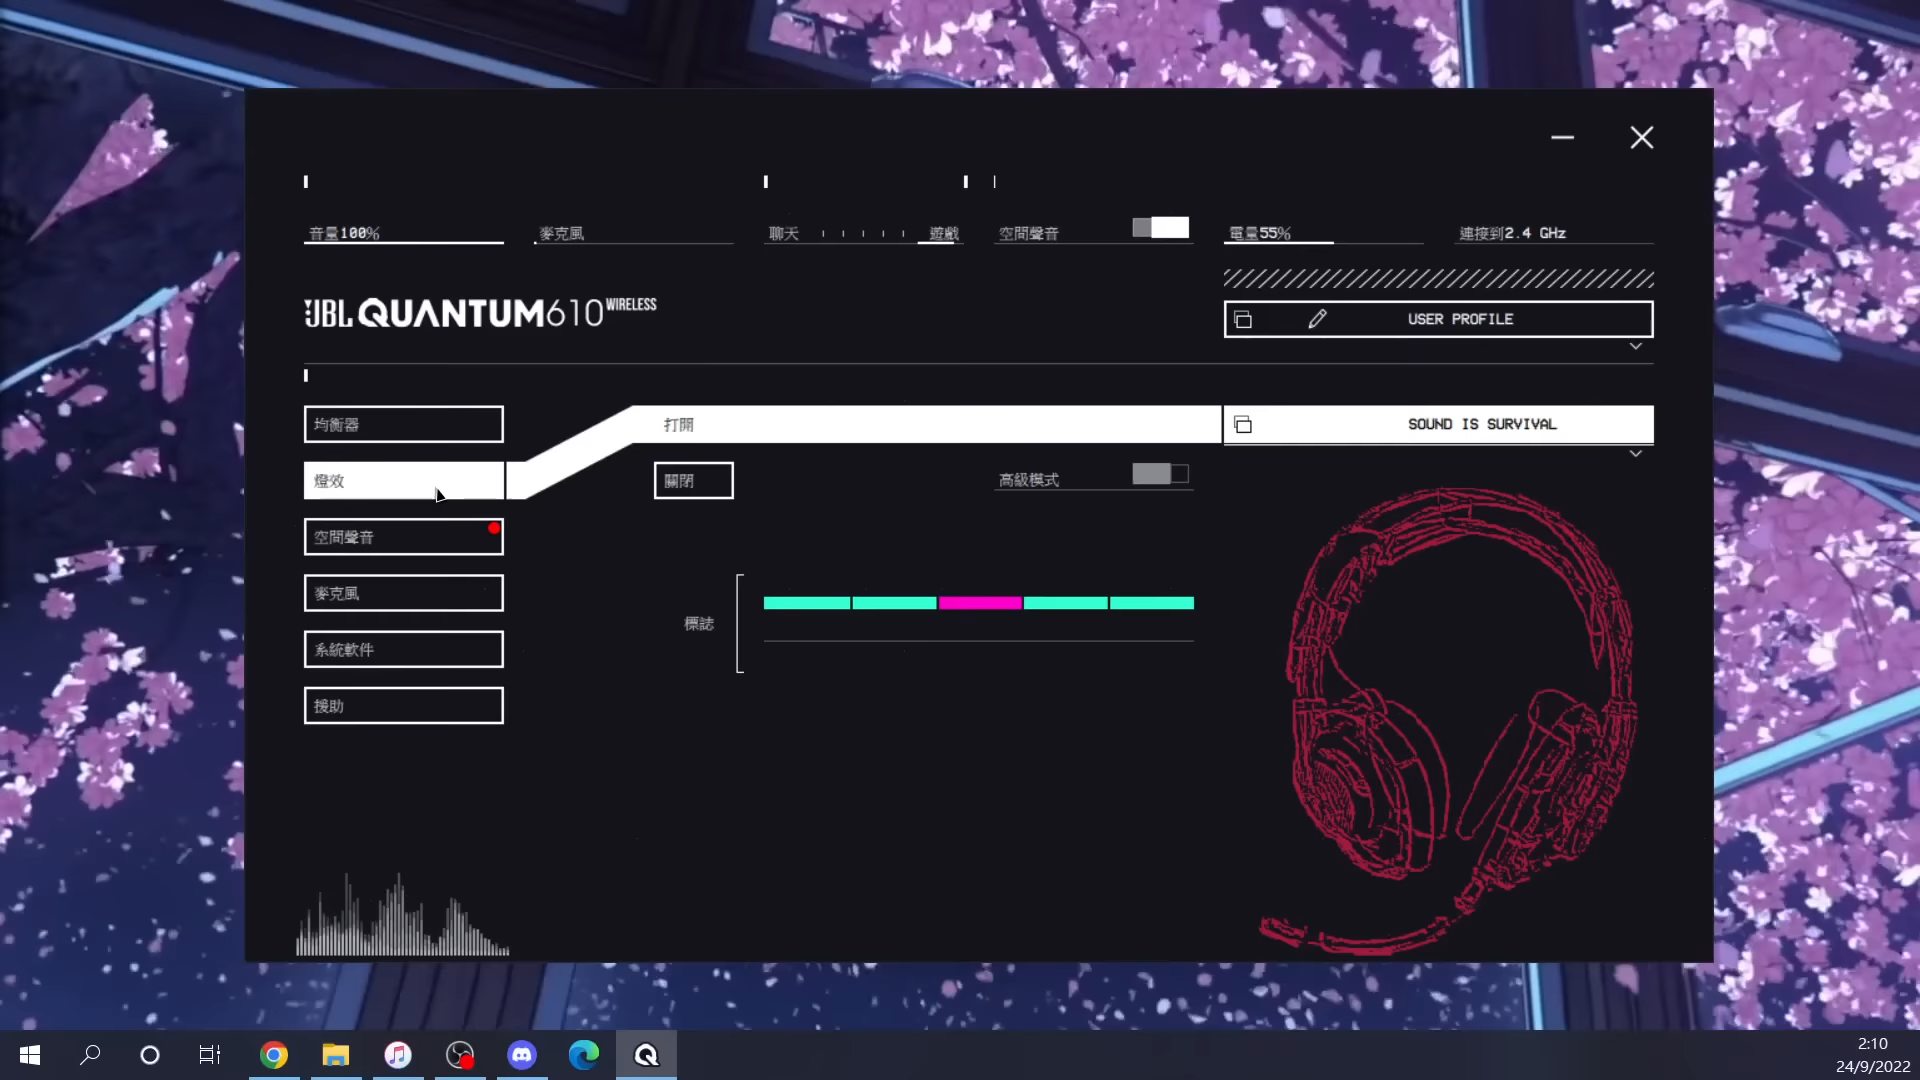 音量100%
麥克風
聊天
遊戲
空間聲音
電量55%
連接到2.4 GHz
JBL QUANTUM610 WIRELESS
USER PROFILE
均衡器
打開
SOUND IS SURVIVAL
燈效
關閉
高級模式
空間聲音
麥克風
標誌
系統軟件
援助
2:10
24/9/2022